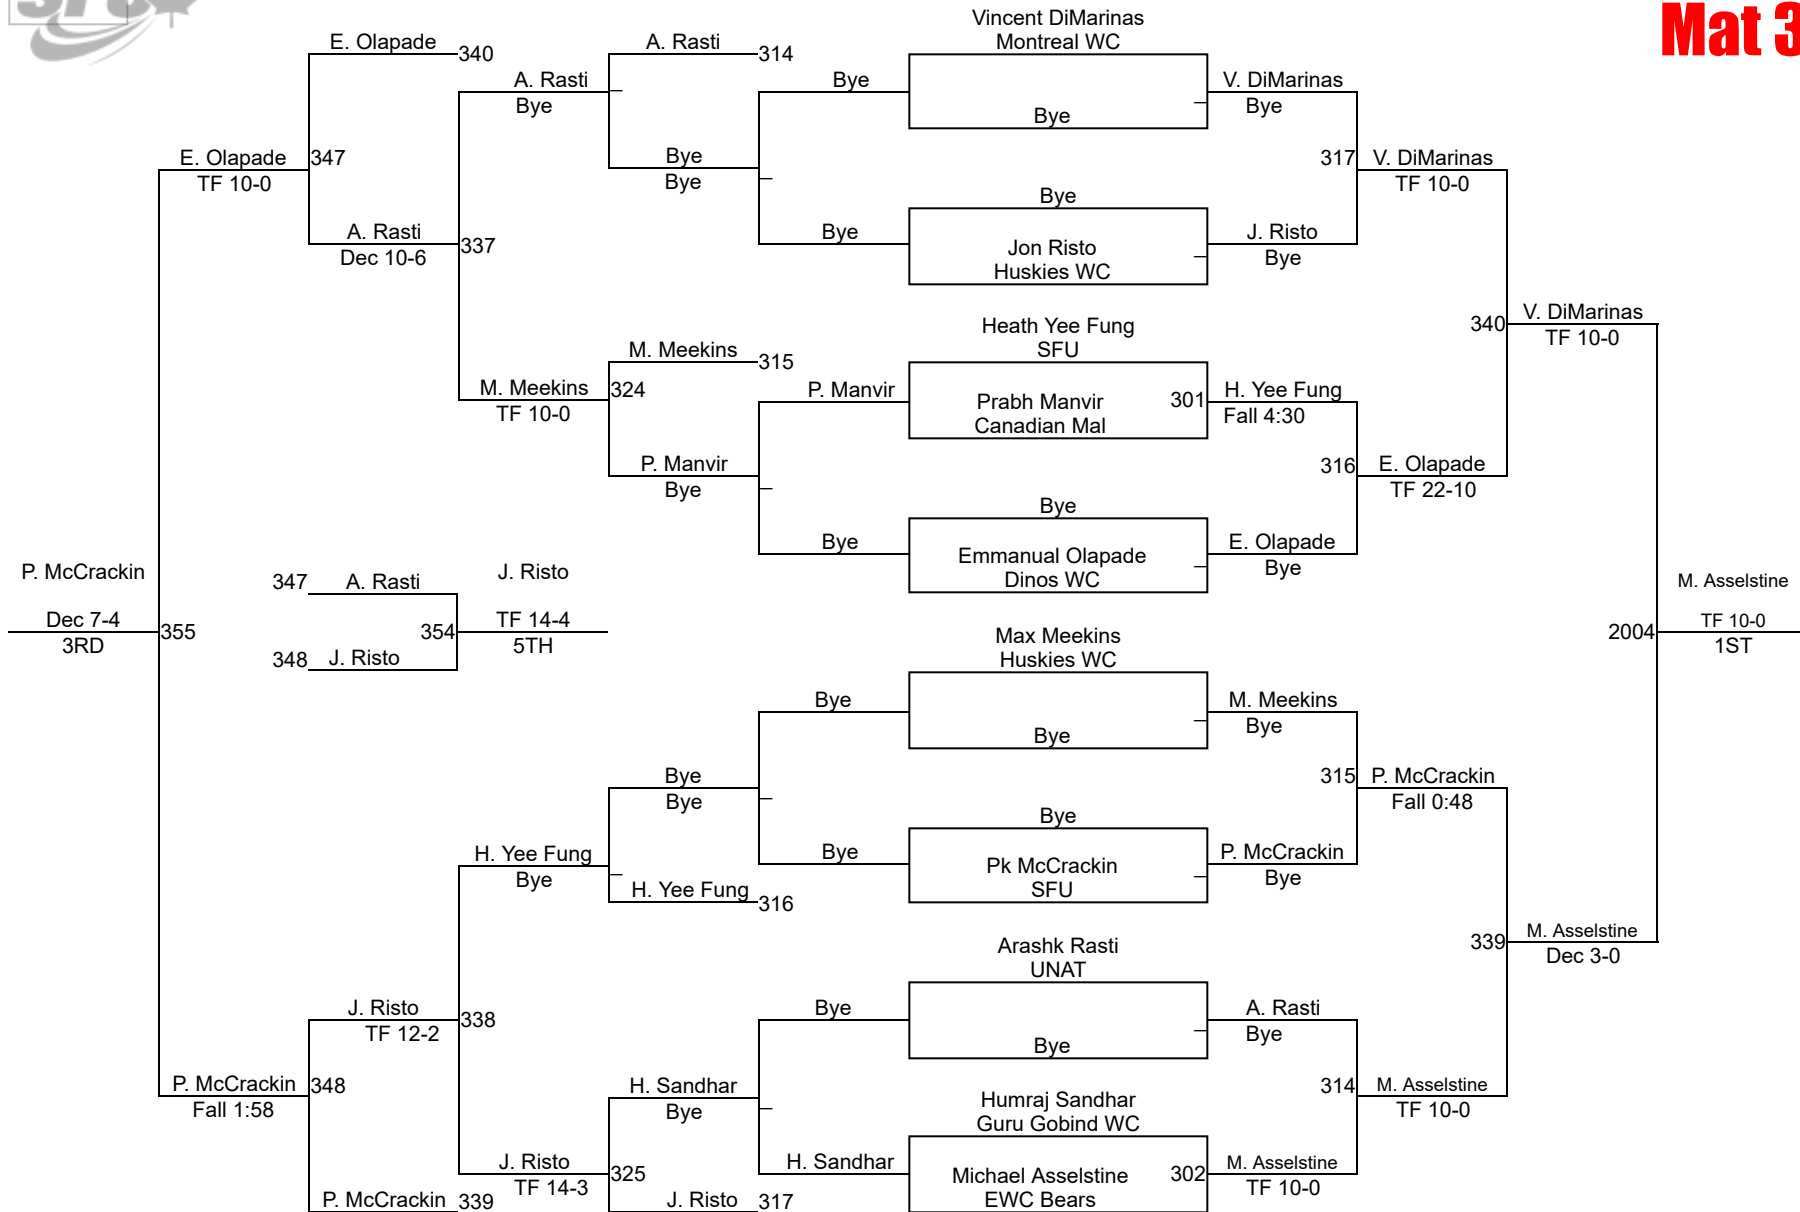 SFU
Mat 3
Vincent DiMarinas
Montreal WC
E. Olapade
340
A. Rasti
314
A. Rasti
Bye
Bye
Bye
V. DiMarinas
Bye
E. Olapade
TF 10-0
347
Bye
Bye
317
V. DiMarinas
TF 10-0
A. Rasti
Dec 10-6
337
Bye
Bye
Jon Risto
Huskies WC
J. Risto
Bye
340
V. DiMarinas
TF 10-0
Heath Yee Fung
SFU
M. Meekins
315
M. Meekins
TF 10-0
324
P. Manvir
Prabh Manvir
Canadian Mal
301
H. Yee Fung
Fall 4:30
P. Manvir
Bye
316
E. Olapade
TF 22-10
Bye
Bye
Emmanual Olapade
Dinos WC
E. Olapade
Bye
P. McCrackin
Dec 7-4
3RD
355
347
A. Rasti
348
J. Risto
354
J. Risto
TF 14-4
5TH
M. Asselstine
TF 10-0
1ST
2004
Max Meekins
Huskies WC
Bye
Bye
M. Meekins
Bye
Bye
Bye
315
P. McCrackin
Fall 0:48
H. Yee Fung
Bye
Bye
Bye
Pk McCrackin
SFU
P. McCrackin
Bye
H. Yee Fung
316
339
M. Asselstine
Dec 3-0
Arashk Rasti
UNAT
J. Risto
TF 12-2
338
Bye
Bye
A. Rasti
Bye
P. McCrackin
Fall 1:58
348
H. Sandhar
Bye
314
M. Asselstine
TF 10-0
Humraj Sandhar
Guru Gobind WC
J. Risto
TF 14-3
325
H. Sandhar
Michael Asselstine
EWC Bears
302
M. Asselstine
TF 10-0
P. McCrackin
339
J. Risto
317